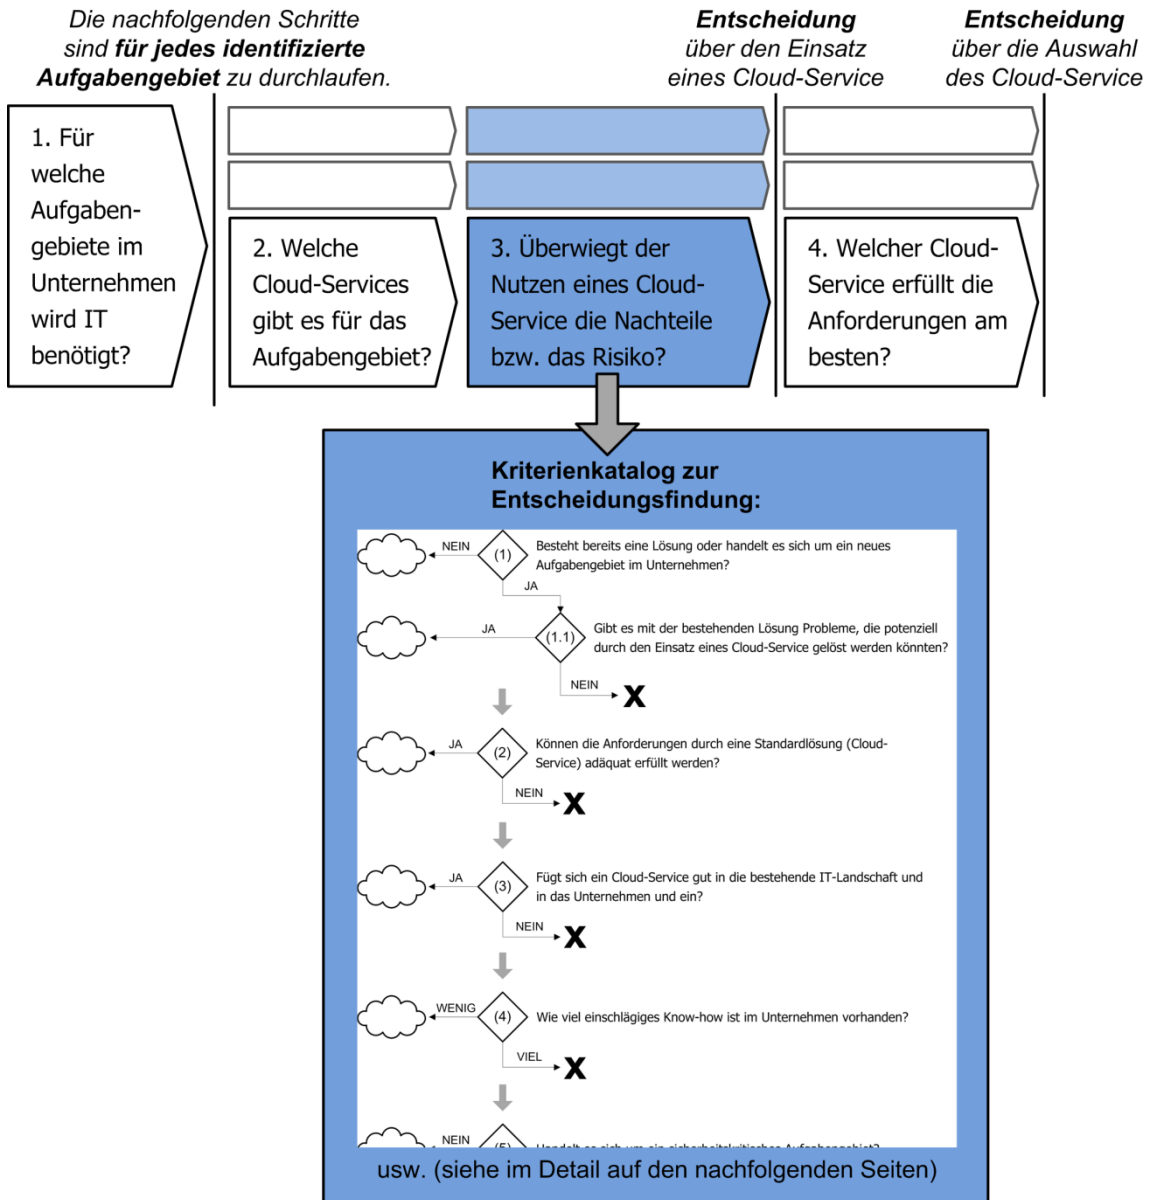 Die nachfolgenden Schritte
sind für jedes identifizierte
Aufgabengebiet zu durchlaufen.
Entscheidung
über den Einsatz
eines Cloud-Service
Entscheidung
über die Auswahl
des Cloud-Service
1. Für
welche
Aufgaben-
gebiete im
Unternehmen
wird IT
benötigt?
2. Welche
Cloud-Services
gibt es für das
Aufgabengebiet?
3. Überwiegt der
Nutzen eines Cloud-
Service die Nachteile
bzw. das Risiko?
4. Welcher Cloud-
Service erfüllt die
Anforderungen am
besten?
Kriterienkatalog zur
Entscheidungsfindung:
NEIN
(1)
Besteht bereits eine Lösung oder handelt es sich um ein neues
Aufgabengebiet im Unternehmen?
JA
JA
(1.1)
Gibt es mit der bestehenden Lösung Probleme, die potenziell
durch den Einsatz eines Cloud-Service gelöst werden könnten?
NEIN
X
JA
(2)
Können die Anforderungen durch eine Standardlösung (Cloud-
Service) adäquat erfüllt werden?
NEIN
X
JA
(3)
Fügt sich ein Cloud-Service gut in die bestehende IT-Landschaft und
in das Unternehmen und ein?
NEIN
X
WENIG
(4)
Wie viel einschlägiges Know-how ist im Unternehmen vorhanden?
VIEL
X
NEIN
(5)
Handelt es sich um ein sicherheitskritisches Aufgabengebiet?
usw. (siehe im Detail auf den nachfolgenden Seiten)